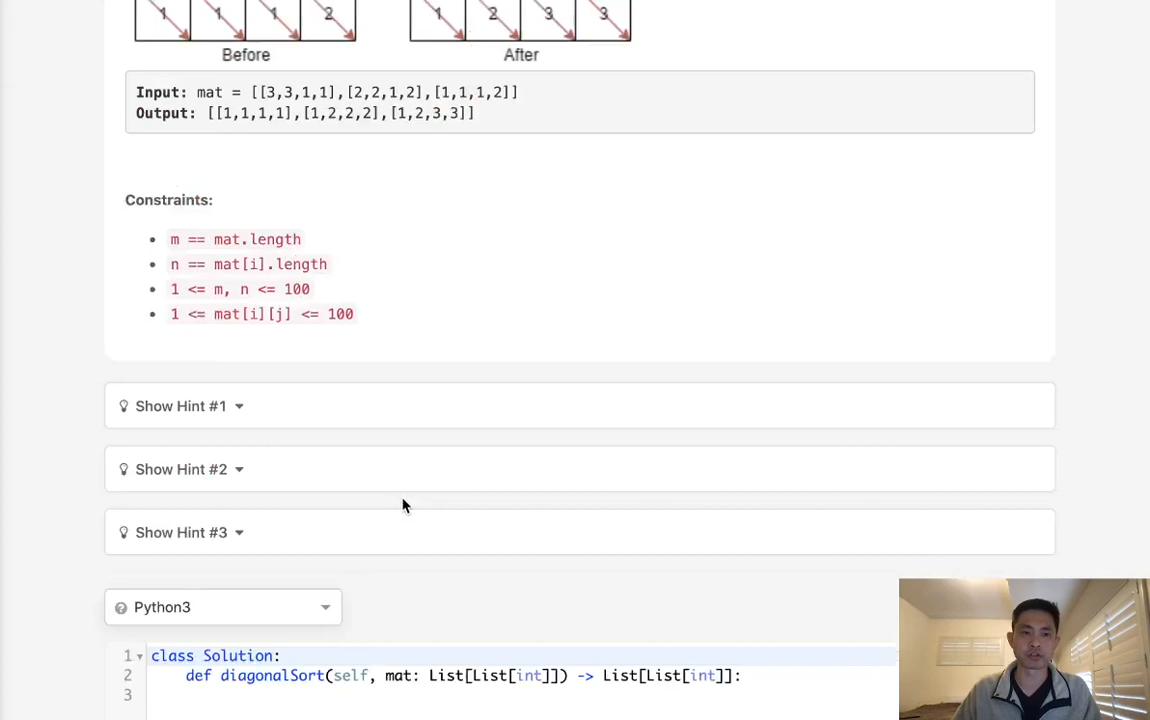 1 1 1 2 1 2 3 3
Before After
Input: mat = [[3,3,1,1],[2,2,1,2],[1,1,1,2]]
Output: [[1,1,1,1],[1,2,2,2],[1,2,3,3]]
Constraints:
• m == mat.length
• n == mat[i].length
• 1 <= m, n <= 100
• 1 <= mat[i][j] <= 100
Show Hint #1
Show Hint #2
Show Hint #3
Python3
1 class Solution:
2 def diagonalSort(self, mat: List[List[int]]) -> List[List[int]]:
3